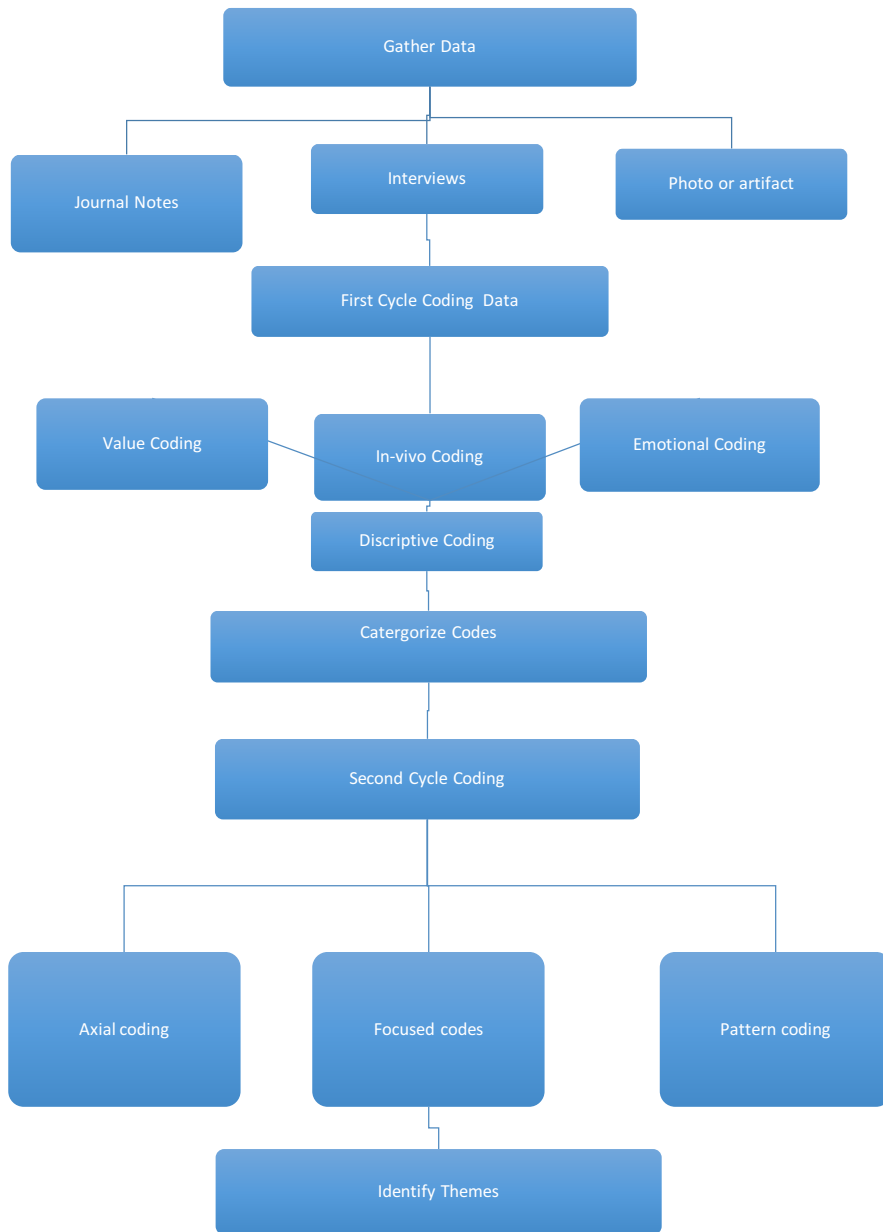 Gather Data
Journal Notes
Interviews
Photo or artifact
First Cycle Coding  Data
Value Coding
In-vivo Coding
Emotional Coding
Discriptive Coding
Catergorize Codes
Second Cycle Coding
Axial coding
Focused codes
Pattern coding
Identify Themes